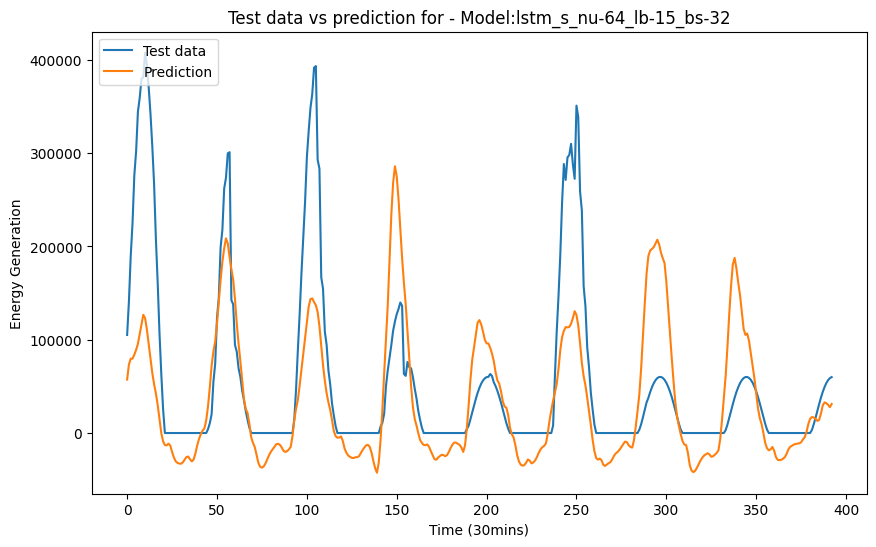 Test data vs prediction for - Model:lstm_s_nu-64_lb-15_bs-32
Test data
Prediction
Energy Generation
400000
300000
200000
100000
0
0 50 100 150 200 250 300 350 400
Time (30mins)